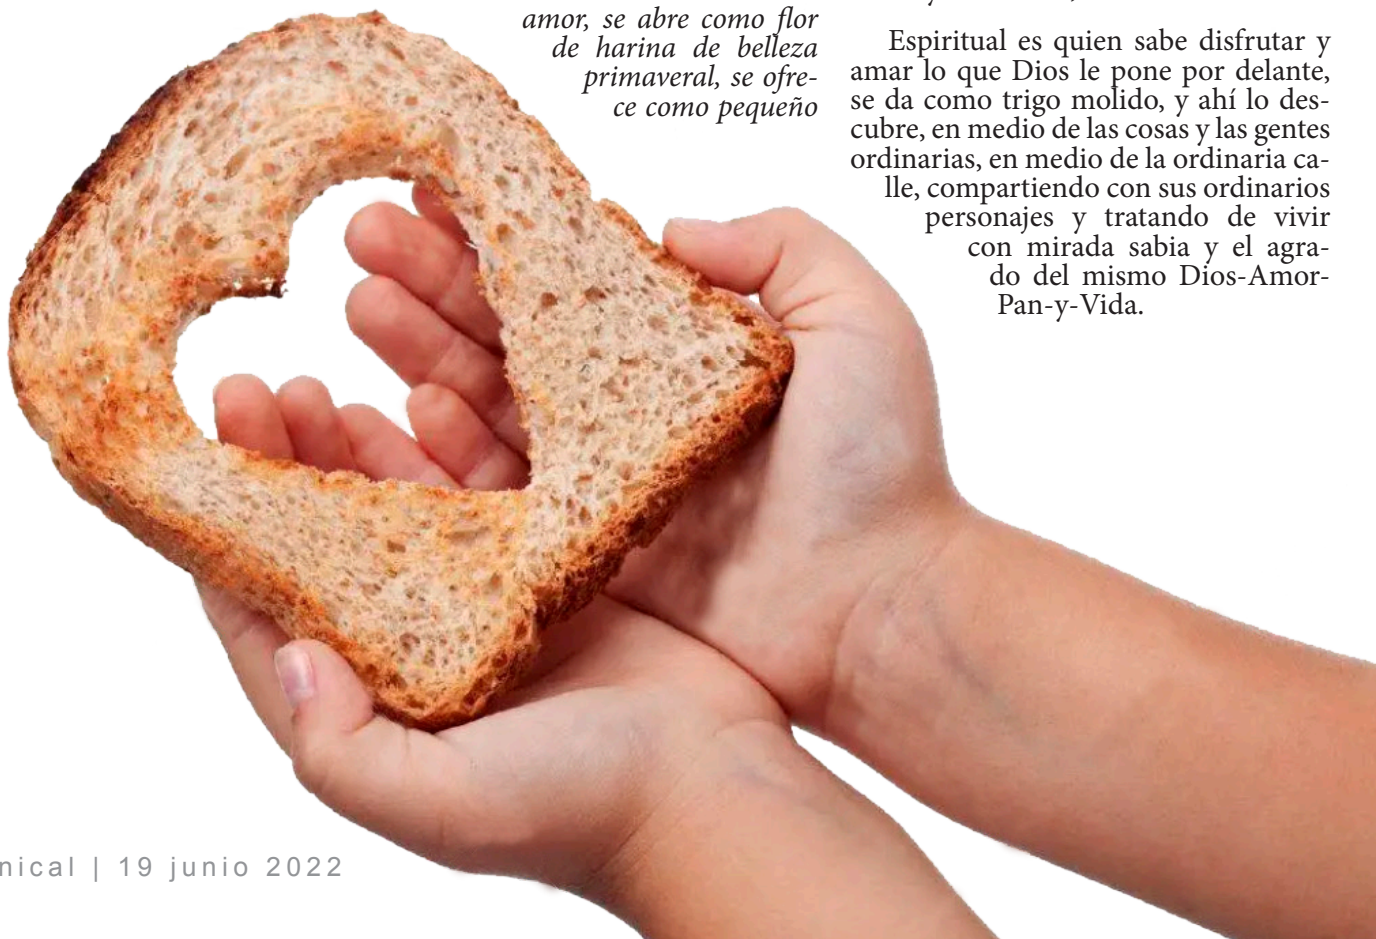 amor, se abre como flor
de harina de belleza
primaveral, se ofre-
ce como pequeño
Espiritual es quien sabe disfrutar y
amar lo que Dios le pone por delante,
se da como trigo molido, y ahí lo des-
cubre, en medio de las cosas y las gentes
ordinarias, en medio de la ordinaria ca-
lle, compartiendo con sus ordinarios
personajes y tratando de vivir
con mirada sabia y el agra-
do del mismo Dios-Amor-
Pan-y-Vida.
nical | 19 junio 2022